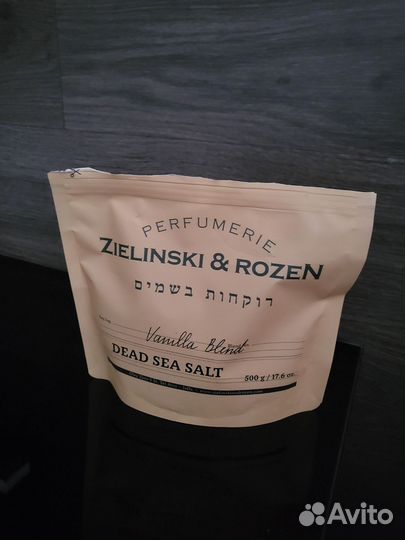 PERFUMERIE
ZIELINSKI & ROZEN
רוקחות בשמים
Vanilla Blend
DEAD SEA SALT
500 g / 17.6 oz.
Avito